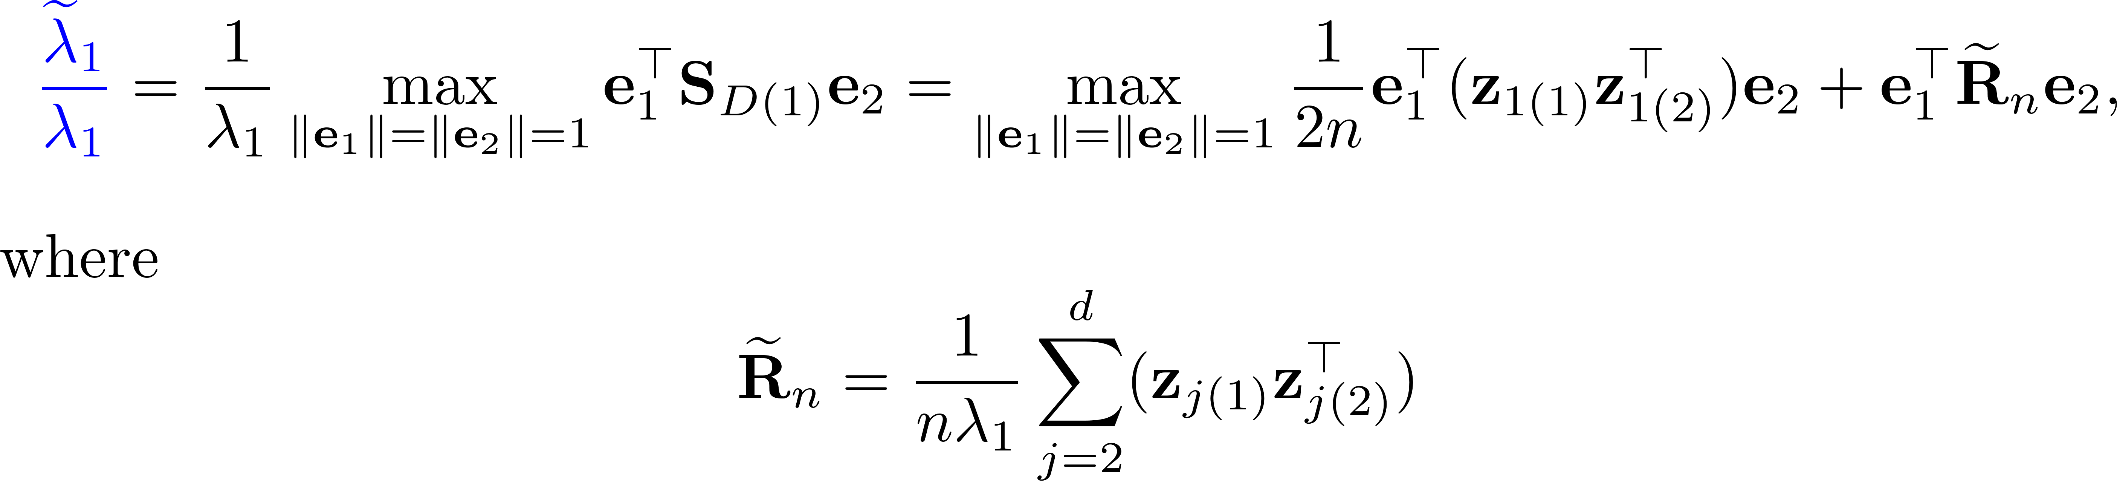 \frac{\widetilde{\lambda}_1}{\lambda_1} = \frac{1}{\lambda_1} \max_{\|\mathbf{e}_1\|=\|\mathbf{e}_2\|=1} \mathbf{e}_1^\top \mathbf{S}_{D(1)} \mathbf{e}_2 = \max_{\|\mathbf{e}_1\|=\|\mathbf{e}_2\|=1} \frac{1}{2n} \mathbf{e}_1^\top (\mathbf{z}_{1(1)} \mathbf{z}_{1(2)}^\top) \mathbf{e}_2 + \mathbf{e}_1^\top \widetilde{\mathbf{R}}_n \mathbf{e}_2,
where
\widetilde{\mathbf{R}}_n = \frac{1}{n\lambda_1} \sum_{j=2}^{d} (\mathbf{z}_{j(1)} \mathbf{z}_{j(2)}^\top)